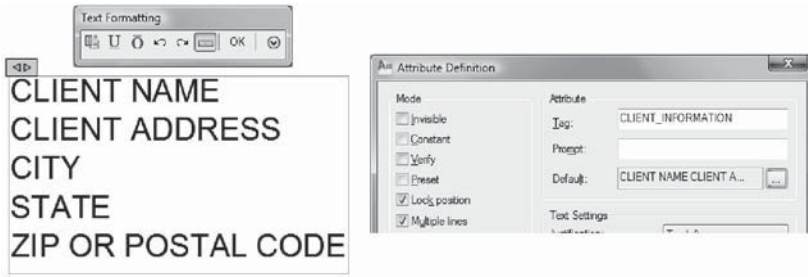 Text Formatting
U O OK
CLIENT NAME
CLIENT ADDRESS
CITY
STATE
ZIP OR POSTAL CODE
Attribute Definition
Mode
Invisible
Constant
Verify
Preset
Lock position
Multiple lines
Attribute
Tag: CLIENT_INFORMATION
Prompt:
Default: CLIENT NAME CLIENT A... ...
Text Settings